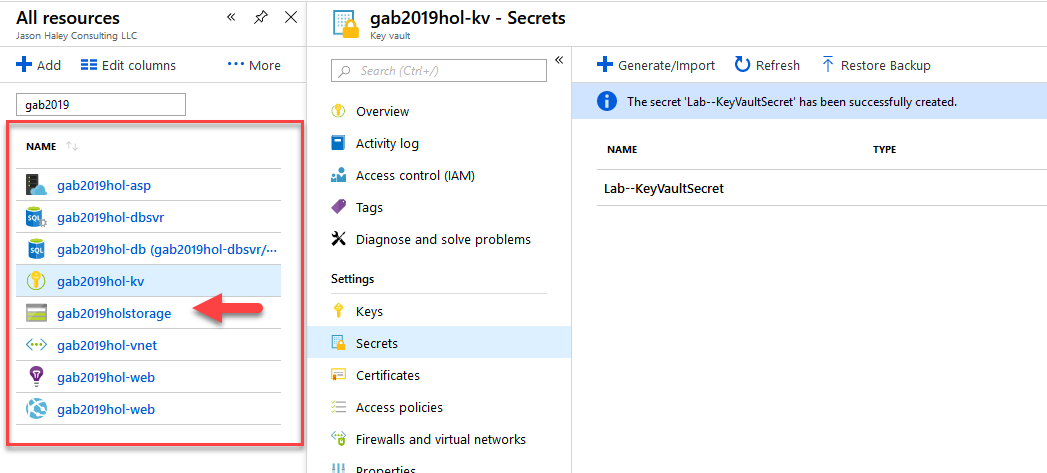 All resources
Jason Haley Consulting LLC
Add
Edit columns
··· More
gab2019
NAME
gab2019hol-asp
gab2019hol-dbsvr
gab2019hol-db (gab2019hol-dbsvr/···
gab2019hol-kv
gab2019holstorage
gab2019hol-vnet
gab2019hol-web
gab2019hol-web
gab2019hol-kv - Secrets
Key vault
Search (Ctrl+/)
Overview
Activity log
Access control (IAM)
Tags
Diagnose and solve problems
Settings
Keys
Secrets
Certificates
Access policies
Firewalls and virtual networks
Properties
Generate/Import
Refresh
Restore Backup
The secret 'Lab--KeyVaultSecret' has been successfully created.
NAME TYPE
Lab--KeyVaultSecret